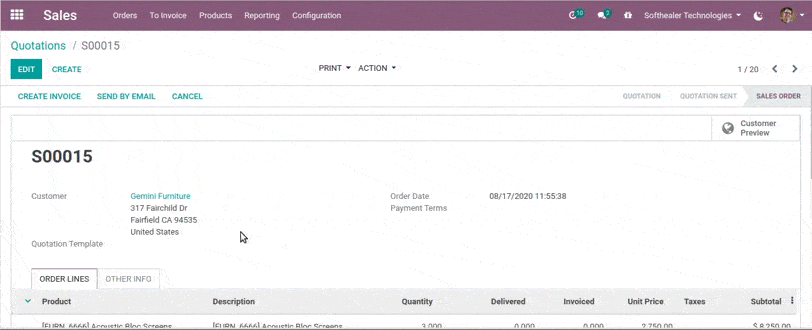 Sales Orders To Invoice Products Reporting Configuration 10 2 Softhealer Technologies
Quotations / S00015
EDIT CREATE PRINT ACTION 1 / 20
CREATE INVOICE SEND BY EMAIL CANCEL QUOTATION QUOTATION SENT SALES ORDER
Customer
Preview
S00015
Customer Gemini Furniture Order Date 08/17/2020 11:55:38
317 Fairchild Dr Payment Terms
Fairfield CA 94535
United States
Quotation Template
ORDER LINES OTHER INFO
Product Description Quantity Delivered Invoiced Unit Price Taxes Subtotal
[FURN_6666] Acoustic Bloc Screens [FURN_6666] Acoustic Bloc Screens 3.000 0.000 0.000 2,750.00 $ 8,250.00